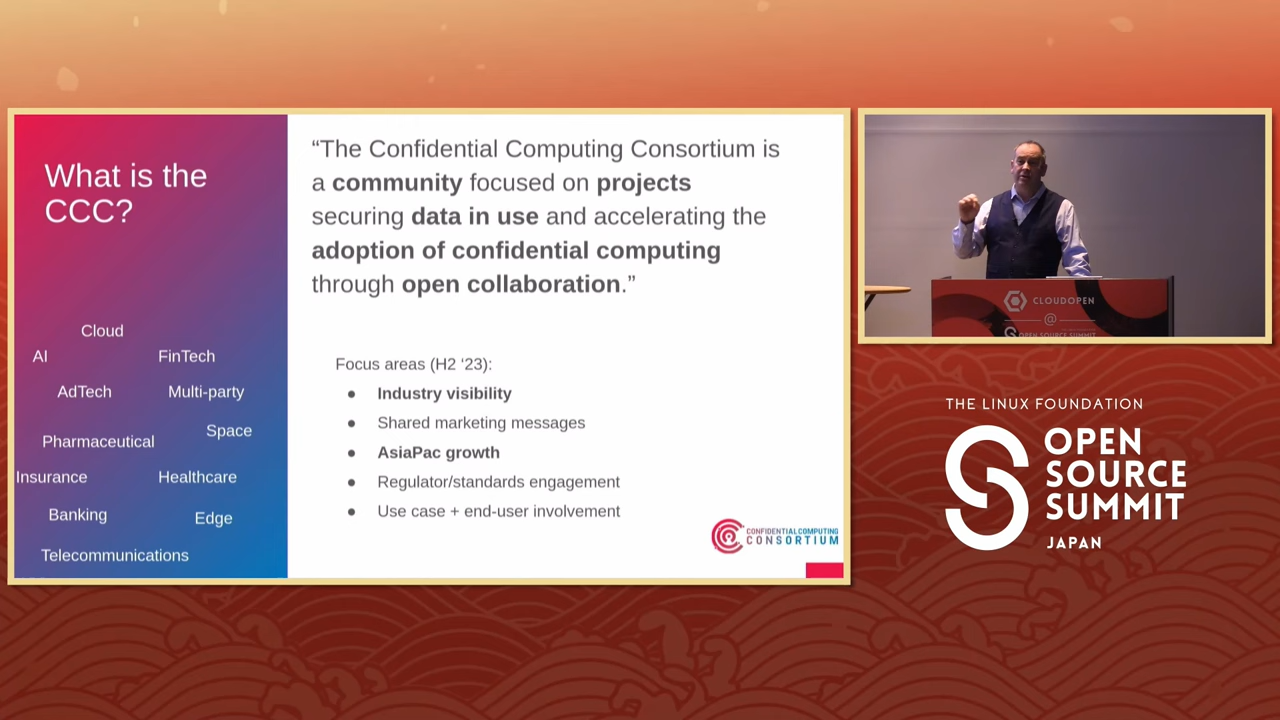 What is the
CCC?
Cloud
AI
FinTech
AdTech
Multi-party
Space
Pharmaceutical
Insurance
Healthcare
Banking
Edge
Telecommunications
“The Confidential Computing Consortium is
a community focused on projects
securing data in use and accelerating the
adoption of confidential computing
through open collaboration.”
Focus areas (H2 ‘23):
● Industry visibility
● Shared marketing messages
● AsiaPac growth
● Regulator/standards engagement
● Use case + end-user involvement
CONFIDENTIAL COMPUTING
CONSORTIUM
CLOUDOPEN
@
OPEN SOURCE SUMMIT
THE LINUX FOUNDATION
OPEN
SOURCE
SUMMIT
JAPAN